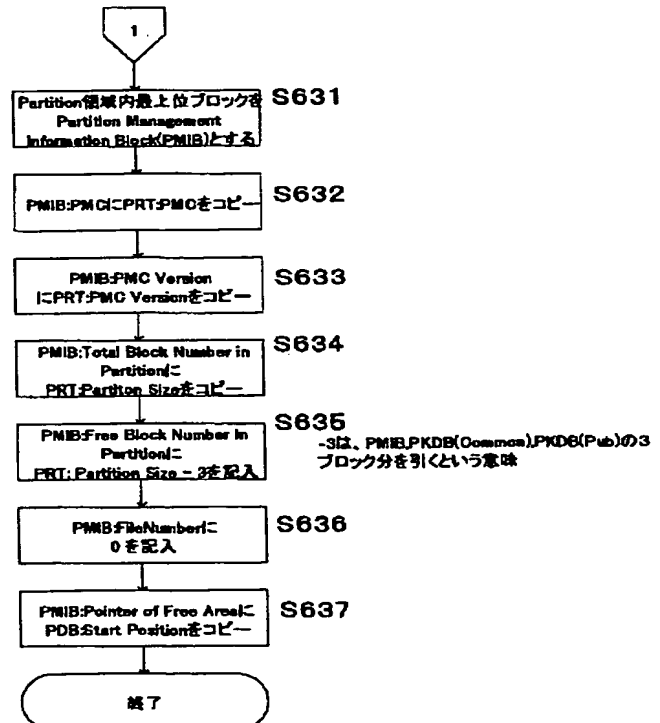 1
Partition領域内最上位ブロックを
Partition Management
Information Block(PMIB)とする
S631
PMIB:PMCにPRT:PMCをコピー
S632
PMIB:PMC Version
にPRT:PMC Versionをコピー
S633
PMIB:Total Block Number in
Partitionに
PRT:Partiton Sizeをコピー
S634
PMIB:Free Block Number in
Partitionに
PRT: Partition Size - 3を記入
S635
-3は、PMIB,PKDB(Common),PKDB(Pub)の3
ブロック分を引くという意味
PMIB:FileNumberに
0 を記入
S636
PMIB:Pointer of Free Areaに
PDB:Start Positionをコピー
S637
終了